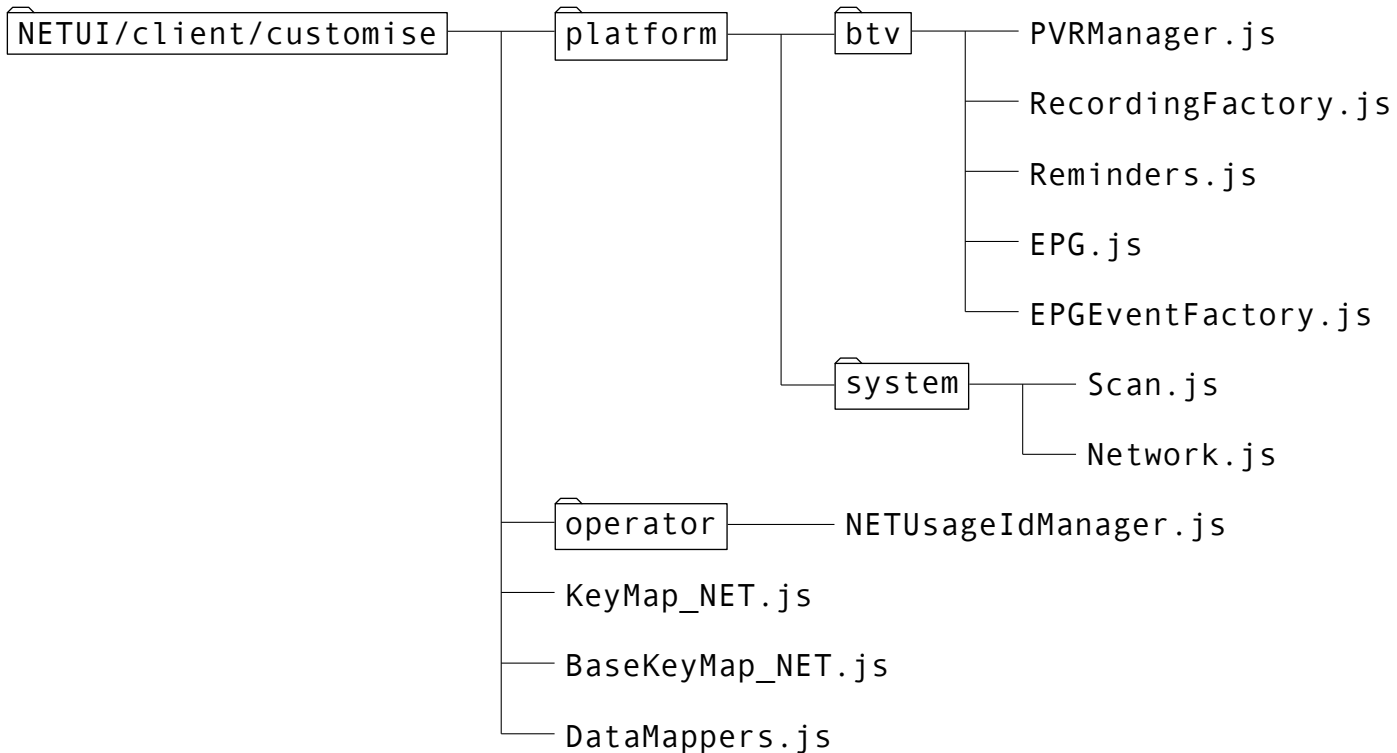 NETUI/client/customise
platform
btv
PVRManager.js
RecordingFactory.js
Reminders.js
EPG.js
EPGEventFactory.js
system
Scan.js
Network.js
operator
NETUsageIdManager.js
KeyMap_NET.js
BaseKeyMap_NET.js
DataMappers.js